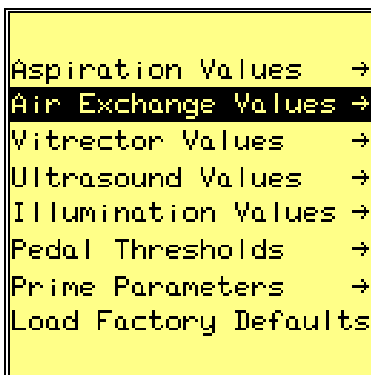 Aspiration Values →
Air Exchange Values →
Vitrector Values →
Ultrasound Values →
Illumination Values →
Pedal Thresholds →
Prime Parameters →
Load Factory Defaults